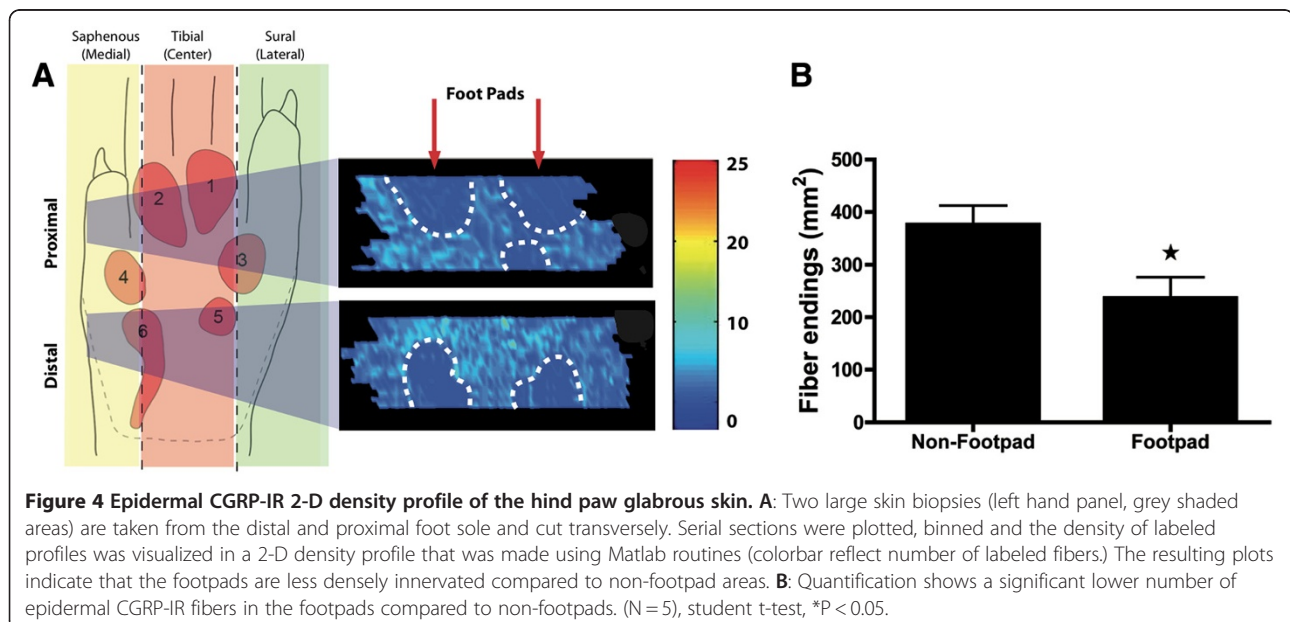 Saphenous
(Medial)
Tibial
(Center)
Sural
(Lateral)
A
Foot Pads
Proximal
Distal
1
2
3
4
5
6
25
20
10
0
B
Fiber endings (mm²)
500
400
300
200
100
0
★
Non-Footpad
Footpad
Figure 4 Epidermal CGRP-IR 2-D density profile of the hind paw glabrous skin. A: Two large skin biopsies (left hand panel, grey shaded
areas) are taken from the distal and proximal foot sole and cut transversely. Serial sections were plotted, binned and the density of labeled
profiles was visualized in a 2-D density profile that was made using Matlab routines (colorbar reflect number of labeled fibers.) The resulting plots
indicate that the footpads are less densely innervated compared to non-footpad areas. B: Quantification shows a significant lower number of
epidermal CGRP-IR fibers in the footpads compared to non-footpads. (N = 5), student t-test, *P < 0.05.